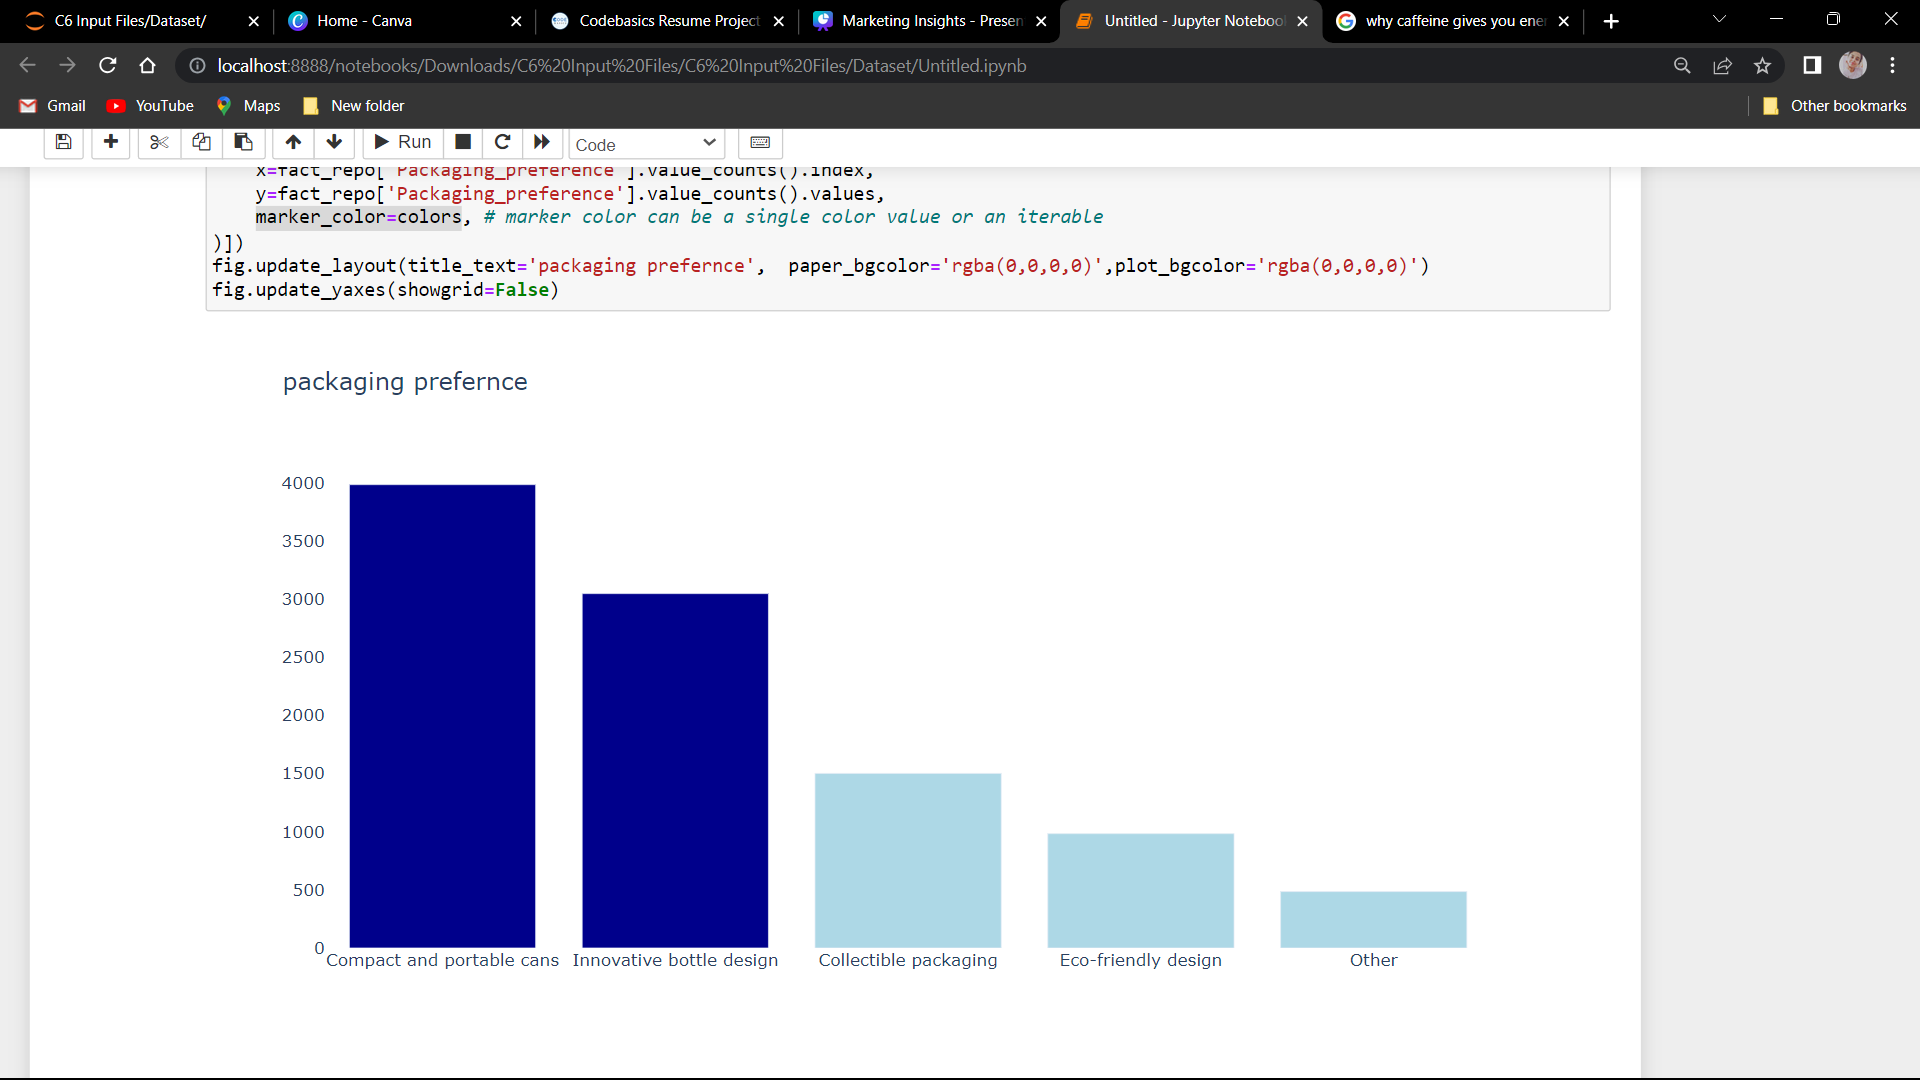 C6 Input Files/Dataset/
Home - Canva
Codebasics Resume Project
Marketing Insights - Presen
Untitled - Jupyter Notebook
why caffeine gives you ene
localhost:8888/notebooks/Downloads/C6%20Input%20Files/C6%20Input%20Files/Dataset/Untitled.ipynb
Gmail YouTube Maps New folder Other bookmarks
Run Code
x=fact_repo['Packaging_preference'].value_counts().index,
y=fact_repo['Packaging_preference'].value_counts().values,
marker_color=colors, # marker color can be a single color value or an iterable
)])
fig.update_layout(title_text='packaging prefernce',  paper_bgcolor='rgba(0,0,0,0)',plot_bgcolor='rgba(0,0,0,0)')
fig.update_yaxes(showgrid=False)
packaging prefernce
4000
3500
3000
2500
2000
1500
1000
500
0
Compact and portable cans Innovative bottle design Collectible packaging Eco-friendly design Other